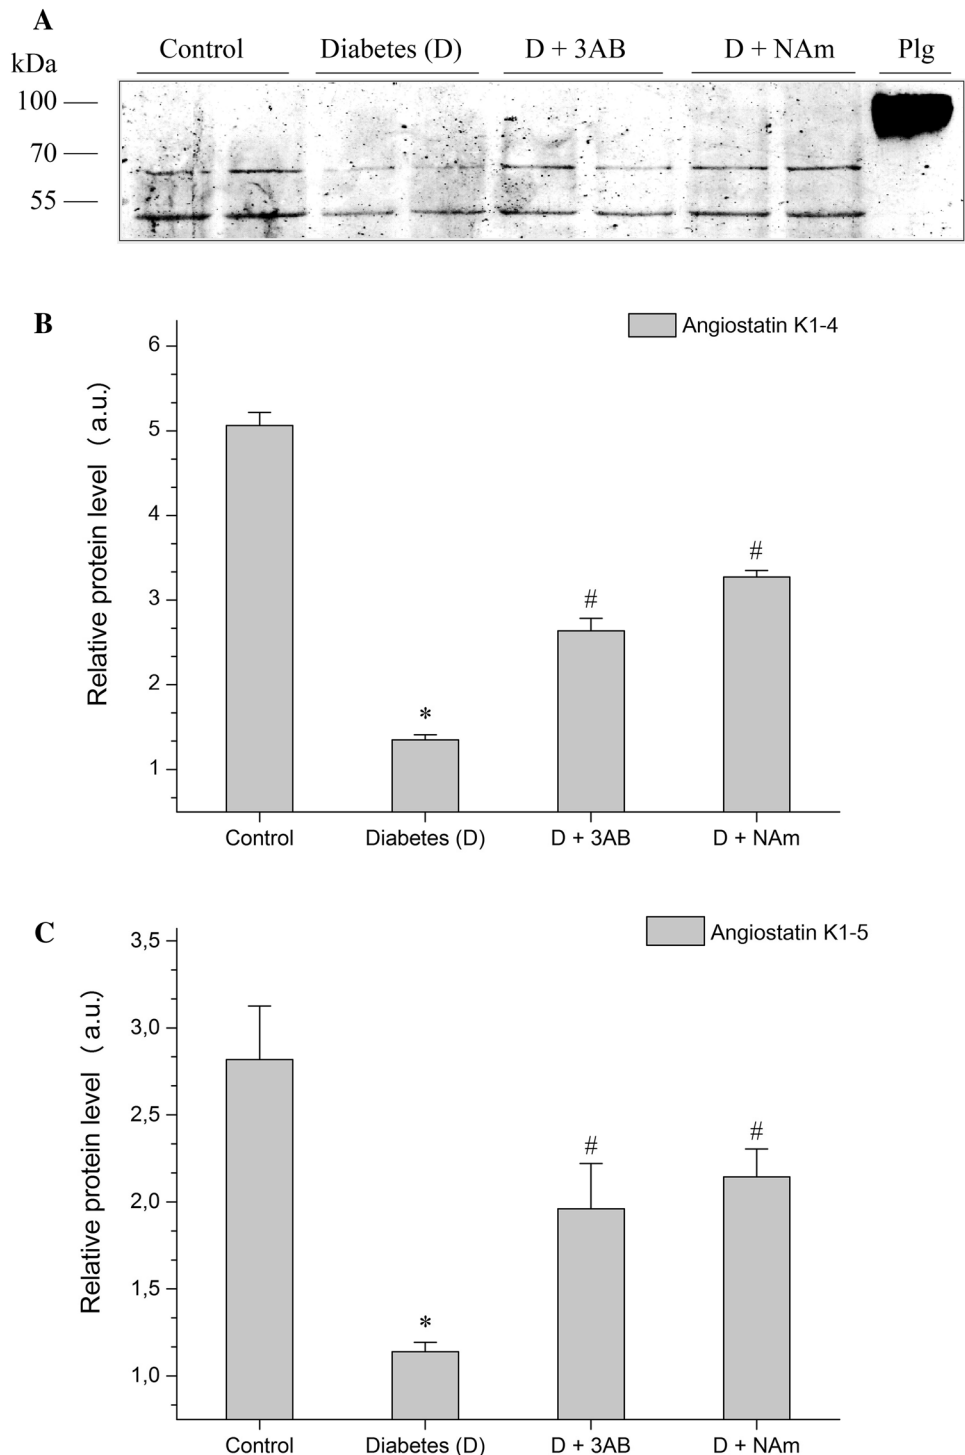 A
Control Diabetes (D) D + 3AB D + NAm Plg
kDa
100
70
55
B
Angiostatin K1-4
Relative protein level ( a.u.)
6
5
4
3
2
1
#
#
*
Control Diabetes (D) D + 3AB D + NAm
C
Angiostatin K1-5
Relative protein level ( a.u.)
3,5
3,0
2,5
2,0
1,5
1,0
#
#
*
Control Diabetes (D) D + 3AB D + NAm